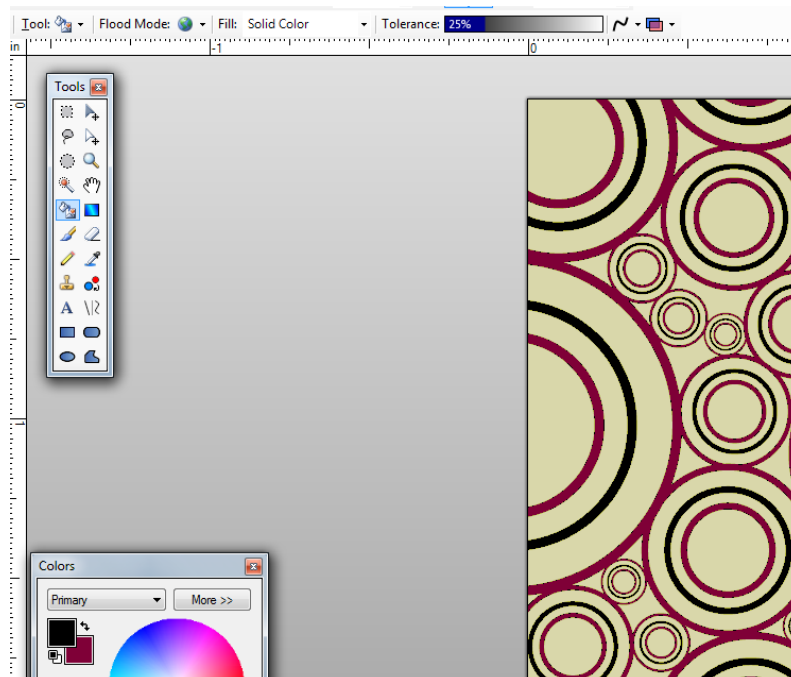 Tool: Flood Mode: Fill: Solid Color Tolerance: 25%
in -1 0
Tools
0
A
1
Colors
Primary More >>